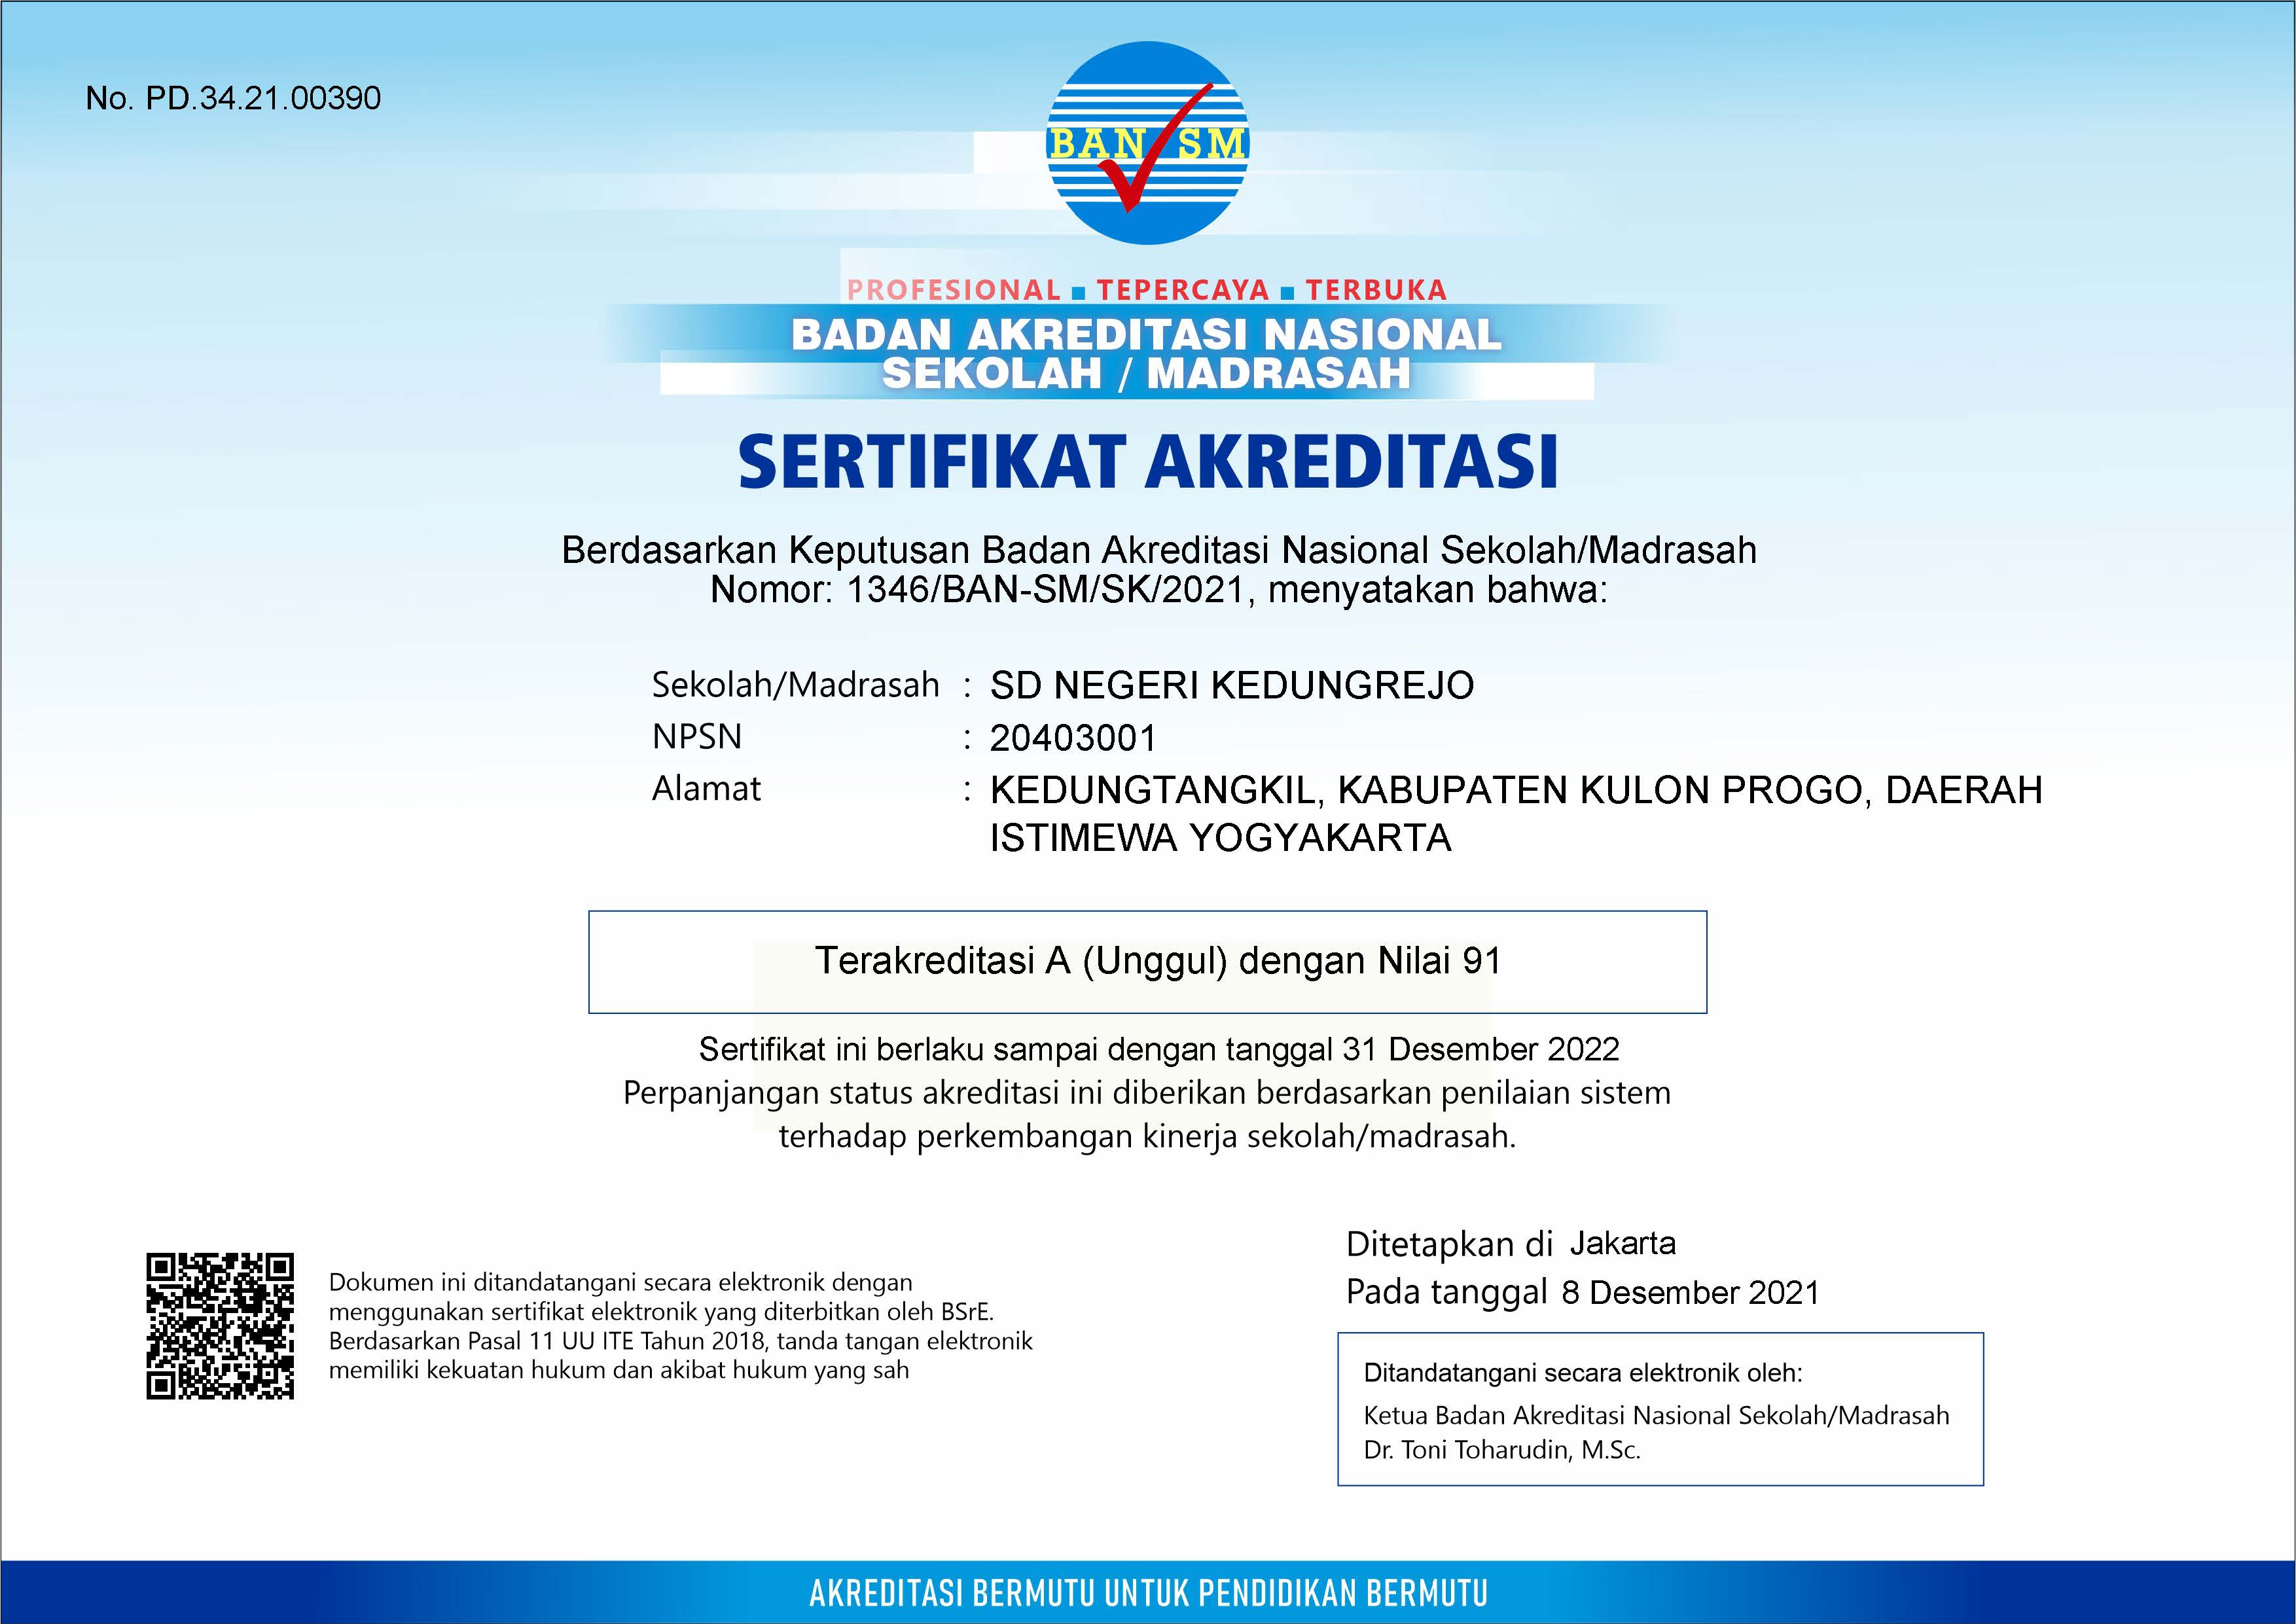 No. PD.34.21.00390
BAN SM
PROFESIONAL ■ TEPERCAYA ■ TERBUKA
BADAN AKREDITASI NASIONAL
SEKOLAH / MADRASAH
SERTIFIKAT AKREDITASI
Berdasarkan Keputusan Badan Akreditasi Nasional Sekolah/Madrasah
Nomor: 1346/BAN-SM/SK/2021, menyatakan bahwa:
Sekolah/Madrasah : SD NEGERI KEDUNGREJO
NPSN : 20403001
Alamat : KEDUNGTANGKIL, KABUPATEN KULON PROGO, DAERAH
ISTIMEWA YOGYAKARTA
Terakreditasi A (Unggul) dengan Nilai 91
Sertifikat ini berlaku sampai dengan tanggal 31 Desember 2022
Perpanjangan status akreditasi ini diberikan berdasarkan penilaian sistem
terhadap perkembangan kinerja sekolah/madrasah.
Ditetapkan di Jakarta
Pada tanggal 8 Desember 2021
Dokumen ini ditandatangani secara elektronik dengan
menggunakan sertifikat elektronik yang diterbitkan oleh BSrE.
Berdasarkan Pasal 11 UU ITE Tahun 2018, tanda tangan elektronik
memiliki kekuatan hukum dan akibat hukum yang sah
Ditandatangani secara elektronik oleh:
Ketua Badan Akreditasi Nasional Sekolah/Madrasah
Dr. Toni Toharudin, M.Sc.
AKREDITASI BERMUTU UNTUK PENDIDIKAN BERMUTU